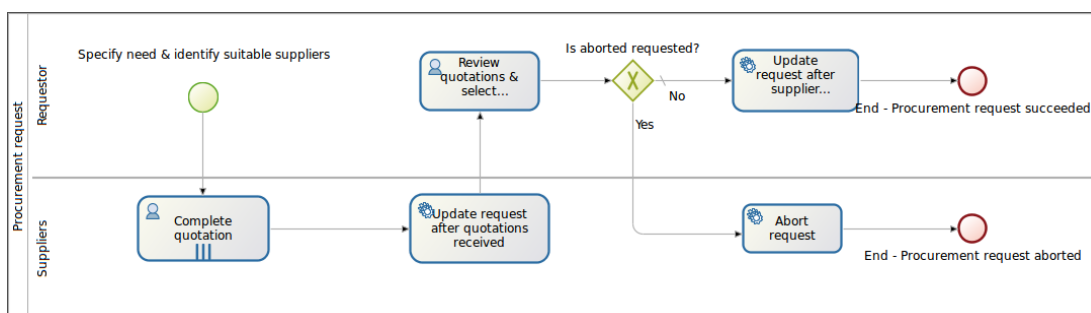 Procurement request
Requestor
Suppliers
Specify need & identify suitable suppliers
Review
quotations &
select...
Is aborted requested?
No
Yes
Update
request after
supplier...
End - Procurement request succeeded
Complete
quotation
Update request
after quotations
received
Abort
request
End - Procurement request aborted